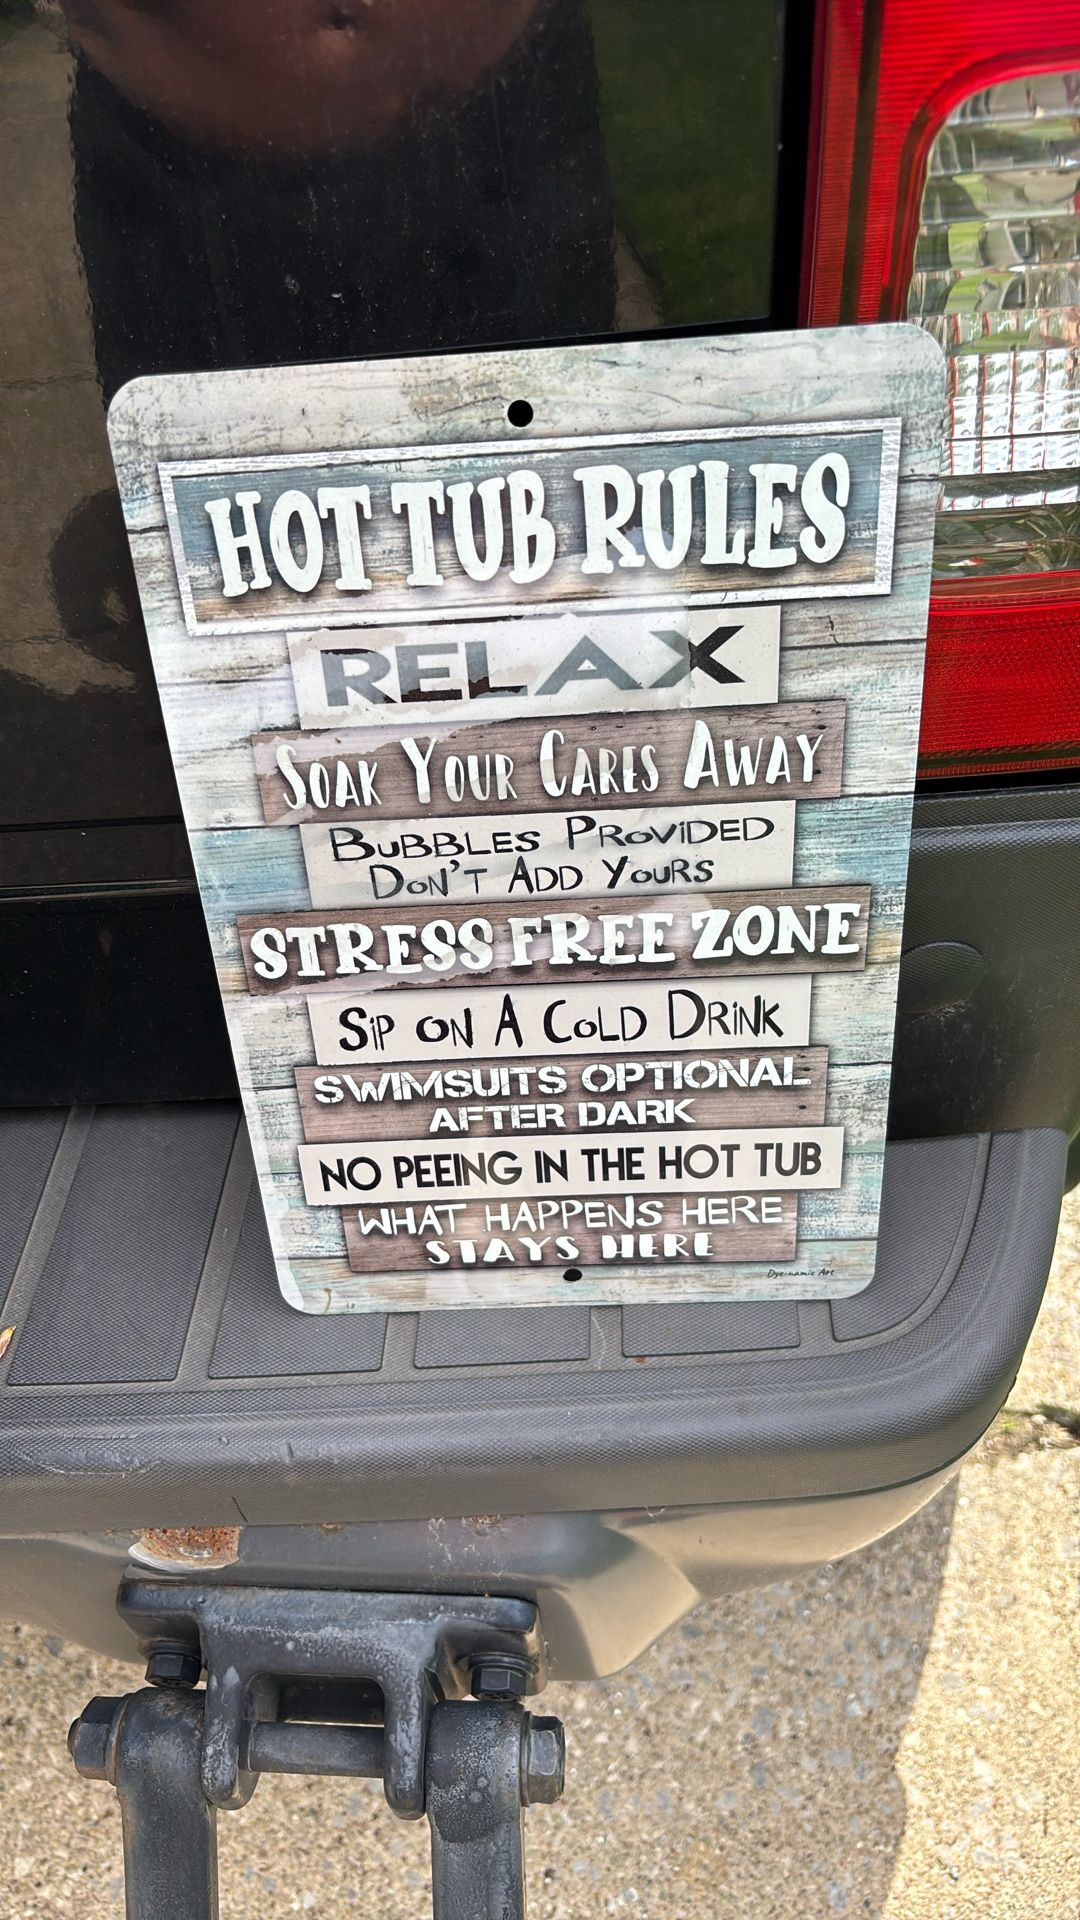 HOT TUB RULES
RELAX
SOAK YOUR CARES AWAY
BUBBLES PROVIDED
DON'T ADD YOURS
STRESS FREE ZONE
SIP ON A COLD DRINK
SWIMSUITS OPTIONAL
AFTER DARK
NO PEEING IN THE HOT TUB
WHAT HAPPENS HERE
STAYS HERE
Dye-namic Art